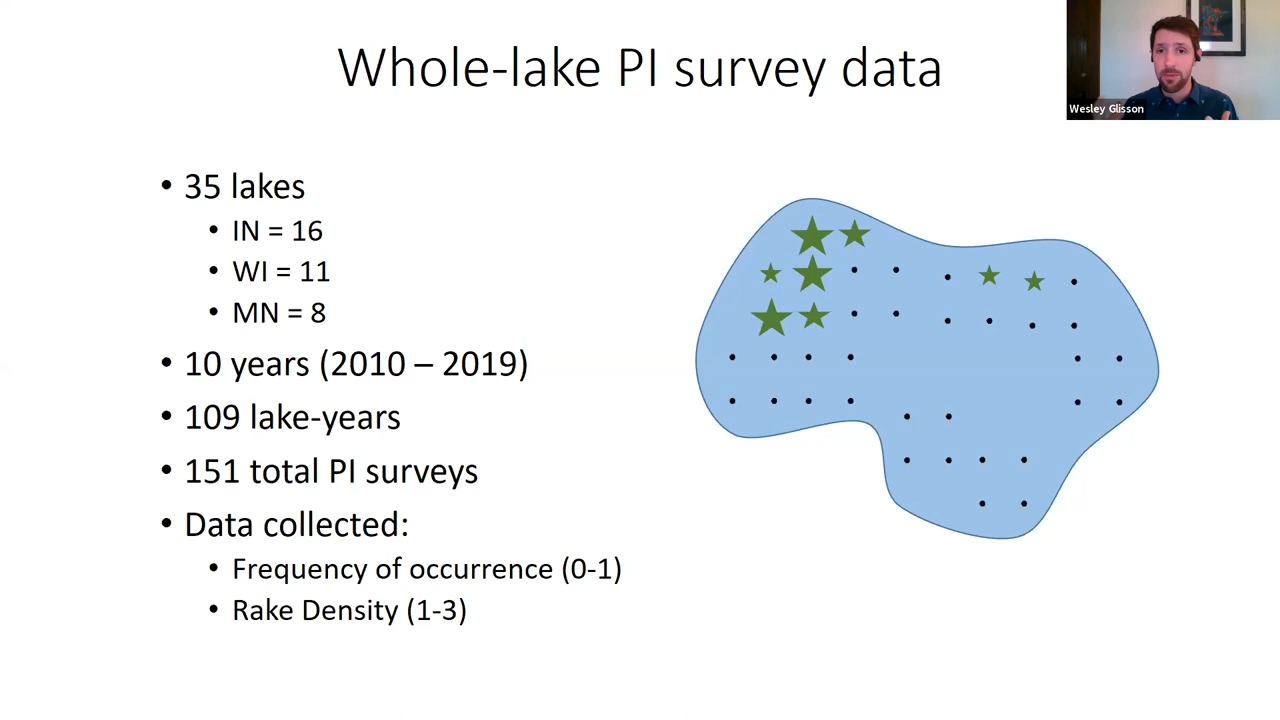 Whole-lake PI survey data
Wesley Glisson
• 35 lakes
• IN = 16
• WI = 11
• MN = 8
• 10 years (2010 – 2019)
• 109 lake-years
• 151 total PI surveys
• Data collected:
• Frequency of occurrence (0-1)
• Rake Density (1-3)